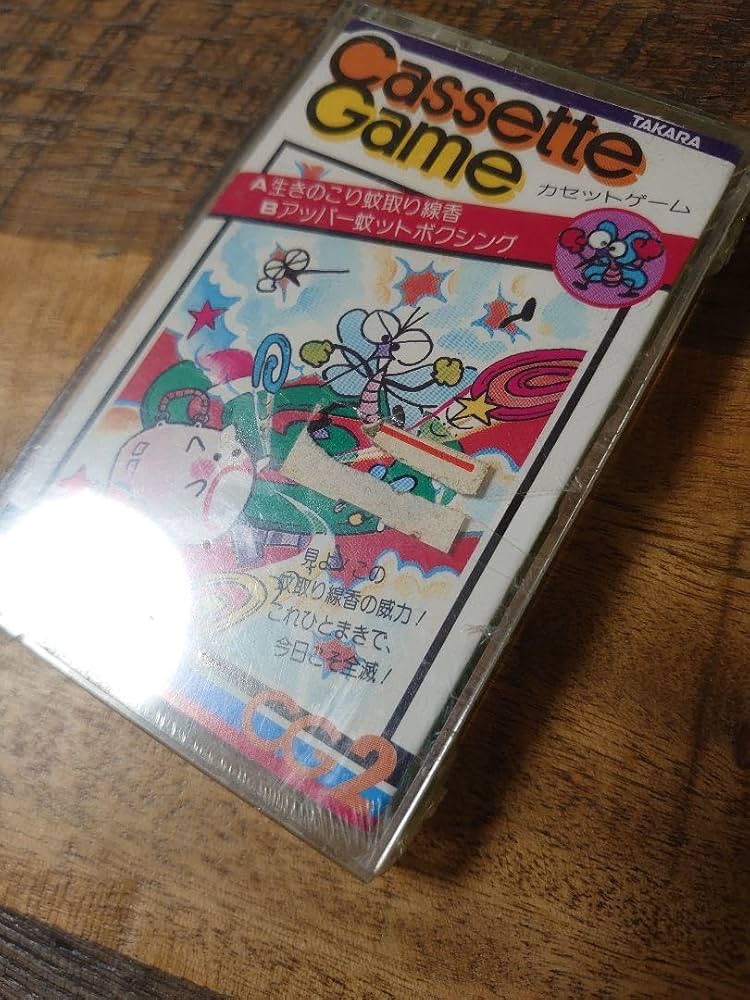 Cassette
Game
TAKARA
カセットゲーム
A生きのこり蚊取り線香
Bアッパー蚊ットボクシング
見よ!この
蚊取り線香の威力!
これひとまきで、
今日こそ全滅!
CG2